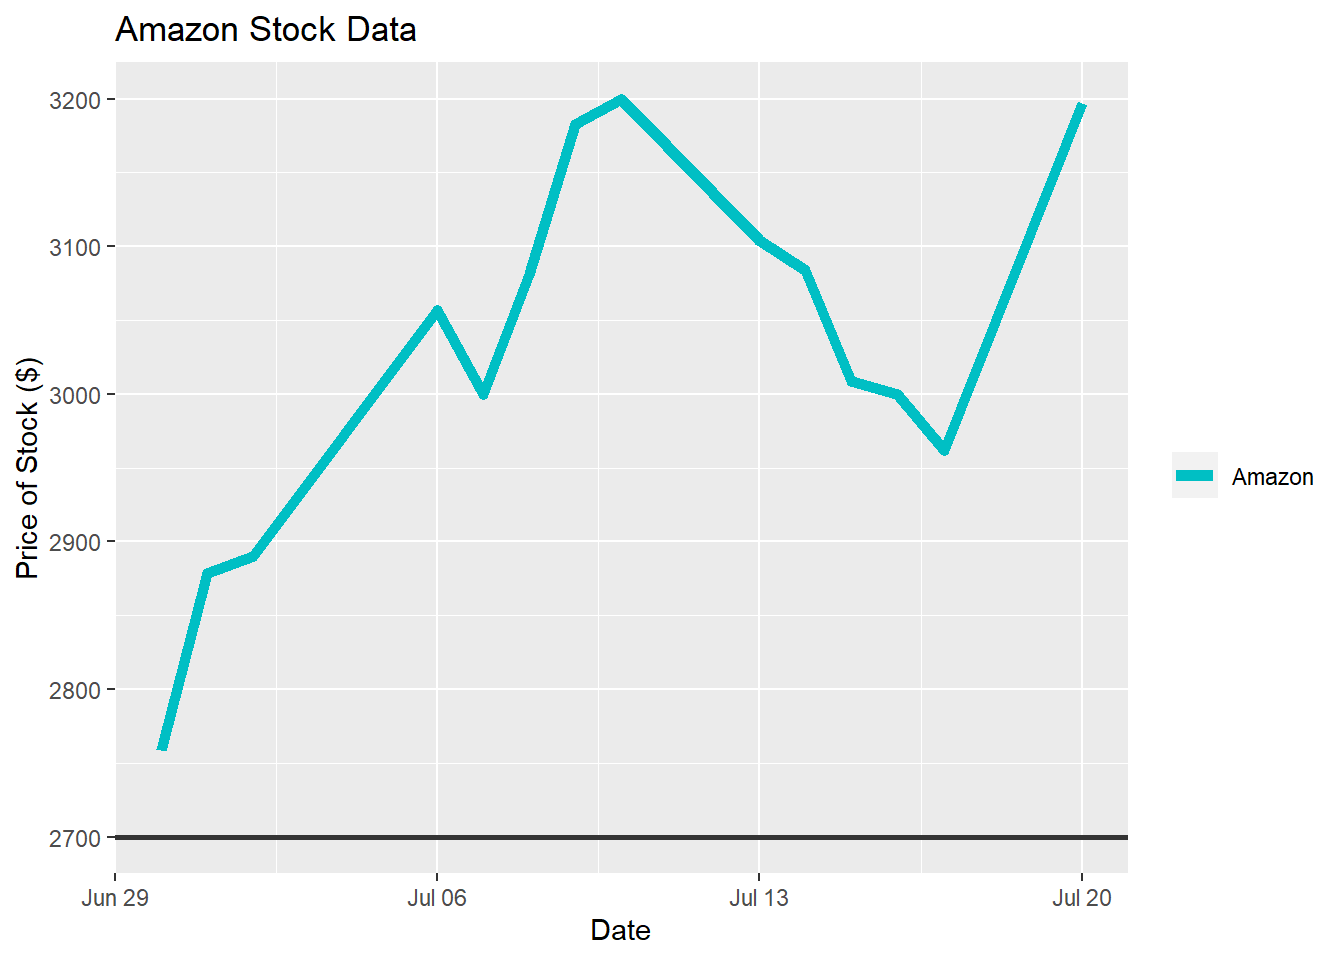 Amazon Stock Data
Price of Stock ($)
3200
3100
3000
2900
2800
2700
Jun 29
Jul 06
Jul 13
Jul 20
Date
Amazon